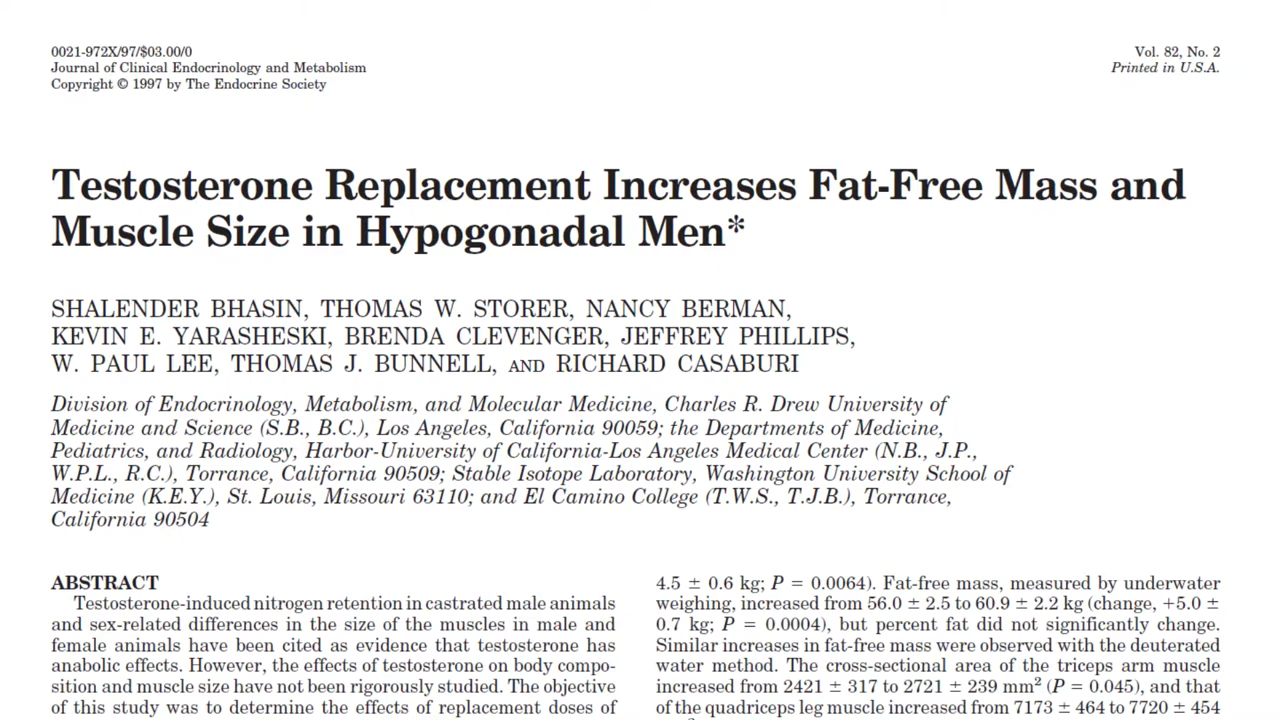 0021-972X/97/$03.00/0
Journal of Clinical Endocrinology and Metabolism
Copyright © 1997 by The Endocrine Society
Vol. 82, No. 2
Printed in U.S.A.
Testosterone Replacement Increases Fat-Free Mass and
Muscle Size in Hypogonadal Men*
SHALENDER BHASIN, THOMAS W. STORER, NANCY BERMAN,
KEVIN E. YARASHESKI, BRENDA CLEVENGER, JEFFREY PHILLIPS,
W. PAUL LEE, THOMAS J. BUNNELL, AND RICHARD CASABURI
Division of Endocrinology, Metabolism, and Molecular Medicine, Charles R. Drew University of
Medicine and Science (S.B., B.C.), Los Angeles, California 90059; the Departments of Medicine,
Pediatrics, and Radiology, Harbor-University of California-Los Angeles Medical Center (N.B., J.P.,
W.P.L., R.C.), Torrance, California 90509; Stable Isotope Laboratory, Washington University School of
Medicine (K.E.Y.), St. Louis, Missouri 63110; and El Camino College (T.W.S., T.J.B.), Torrance,
California 90504
ABSTRACT
Testosterone-induced nitrogen retention in castrated male animals
and sex-related differences in the size of the muscles in male and
female animals have been cited as evidence that testosterone has
anabolic effects. However, the effects of testosterone on body compo-
sition and muscle size have not been rigorously studied. The objective
of this study was to determine the effects of replacement doses of
4.5 ± 0.6 kg; P = 0.0064). Fat-free mass, measured by underwater
weighing, increased from 56.0 ± 2.5 to 60.9 ± 2.2 kg (change, +5.0 ±
0.7 kg; P = 0.0004), but percent fat did not significantly change.
Similar increases in fat-free mass were observed with the deuterated
water method. The cross-sectional area of the triceps arm muscle
increased from 2421 ± 317 to 2721 ± 239 mm² (P = 0.045), and that
of the quadriceps leg muscle increased from 7173 ± 464 to 7720 ± 454